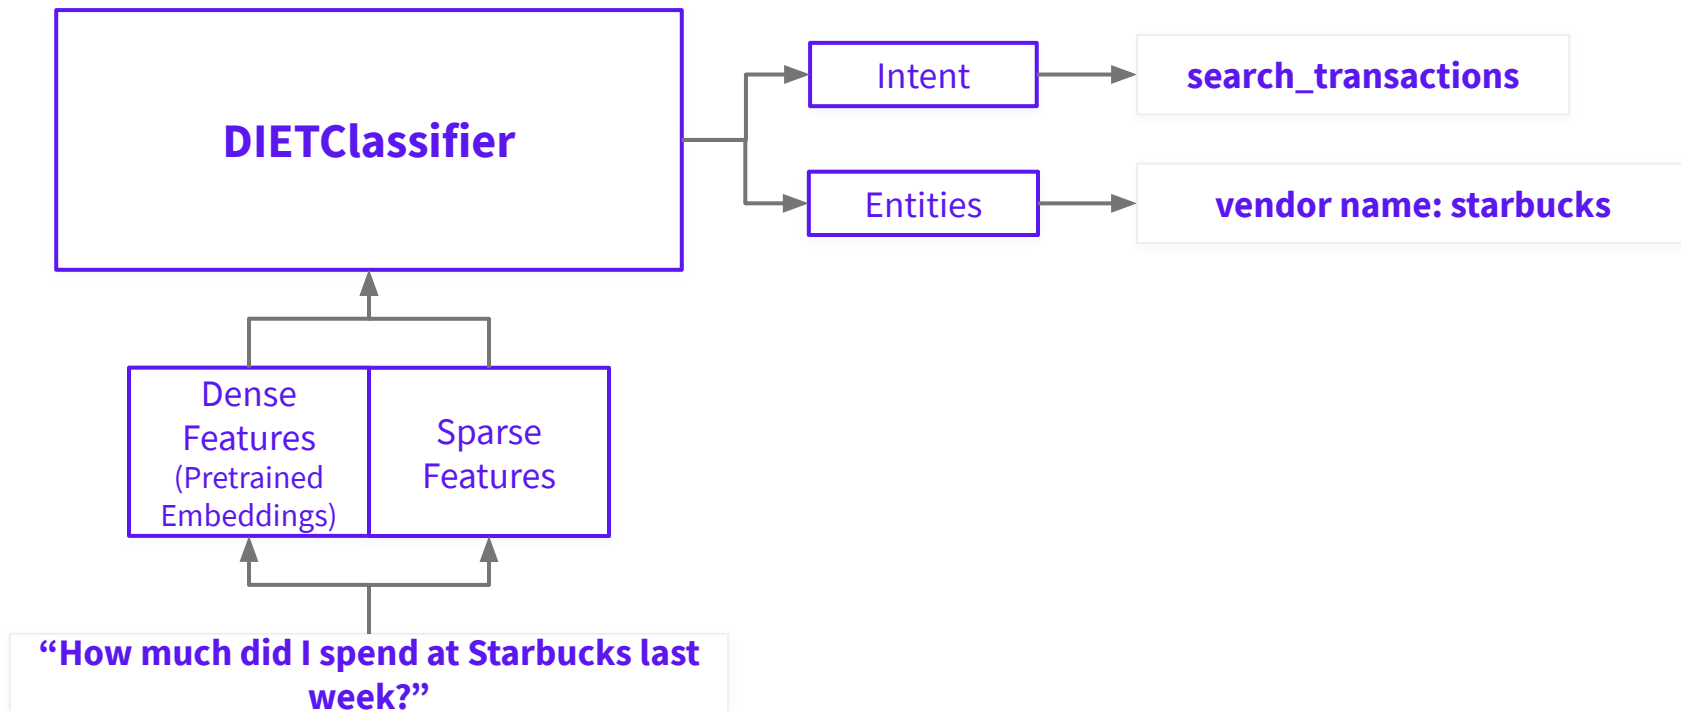 DIETClassifier
Intent
search_transactions
Entities
vendor name: starbucks
Dense
Features
(Pretrained
Embeddings)
Sparse
Features
“How much did I spend at Starbucks last
week?”